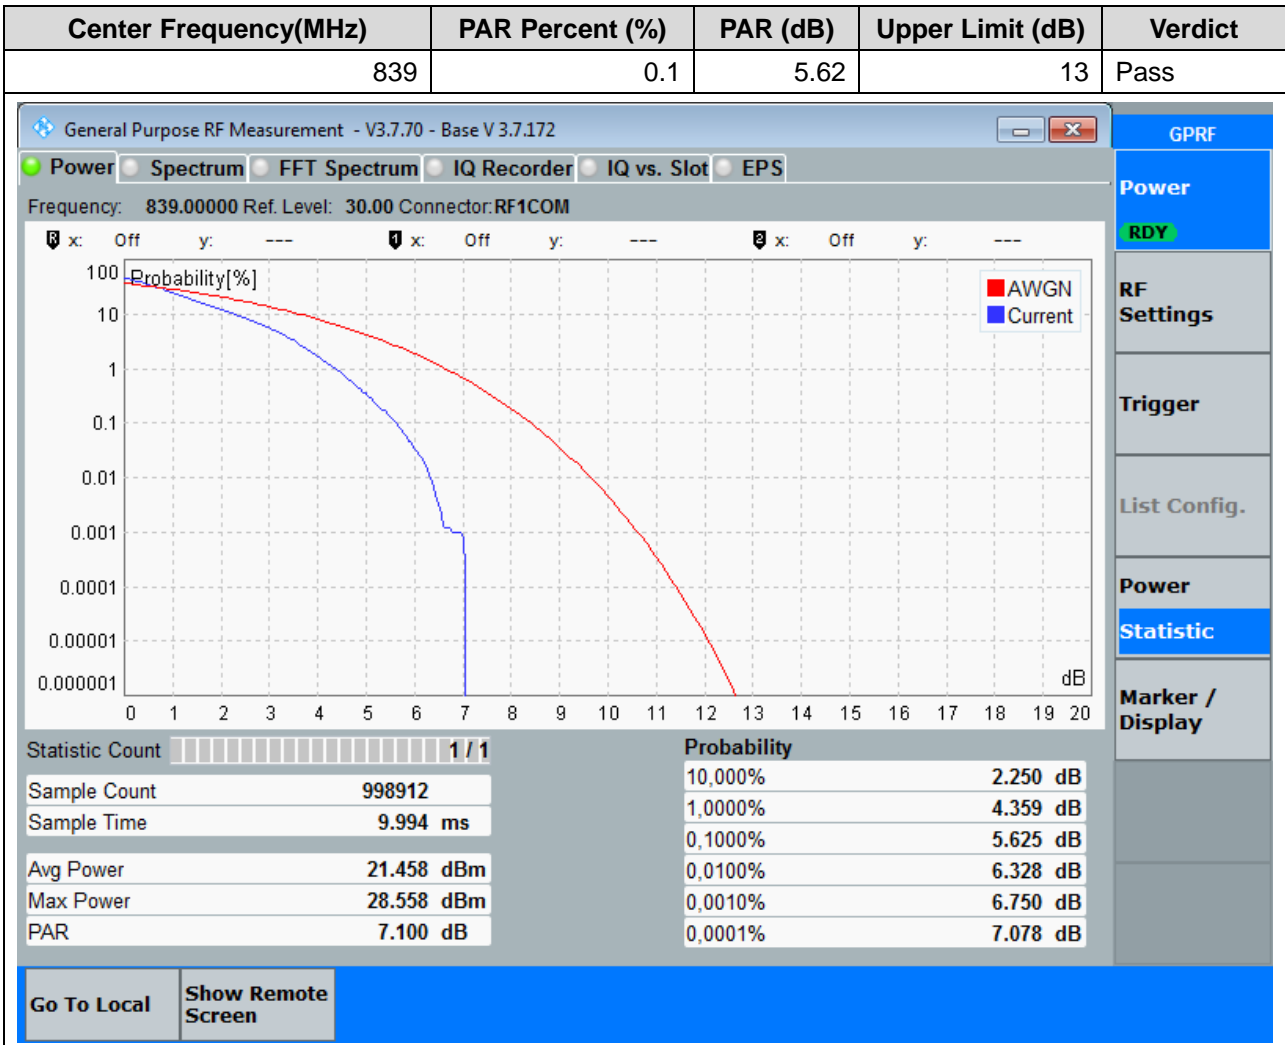 Center Frequency(MHz) PAR Percent (%) PAR (dB) Upper Limit (dB) Verdict
839 0.1 5.62 13 Pass
General Purpose RF Measurement - V3.7.70 - Base V 3.7.172
GPRF
Power Spectrum FFT Spectrum IQ Recorder IQ vs. Slot EPS
Power
RDY
Frequency: 839.00000 Ref. Level: 30.00 Connector: RF1COM
R x: Off y: --- 1 x: Off y: --- 2 x: Off y: ---
Probability[%]
AWGN
Current
100
10
1
0.1
0.01
0.001
0.0001
0.00001
0.000001
dB
0 1 2 3 4 5 6 7 8 9 10 11 12 13 14 15 16 17 18 19 20
RF
Settings
Trigger
List Config.
Power
Statistic
Marker /
Display
Statistic Count 1 / 1
Sample Count 998912
Sample Time 9.994 ms
Avg Power 21.458 dBm
Max Power 28.558 dBm
PAR 7.100 dB
Probability
10,000% 2.250 dB
1,0000% 4.359 dB
0,1000% 5.625 dB
0,0100% 6.328 dB
0,0010% 6.750 dB
0,0001% 7.078 dB
Go To Local
Show Remote
Screen